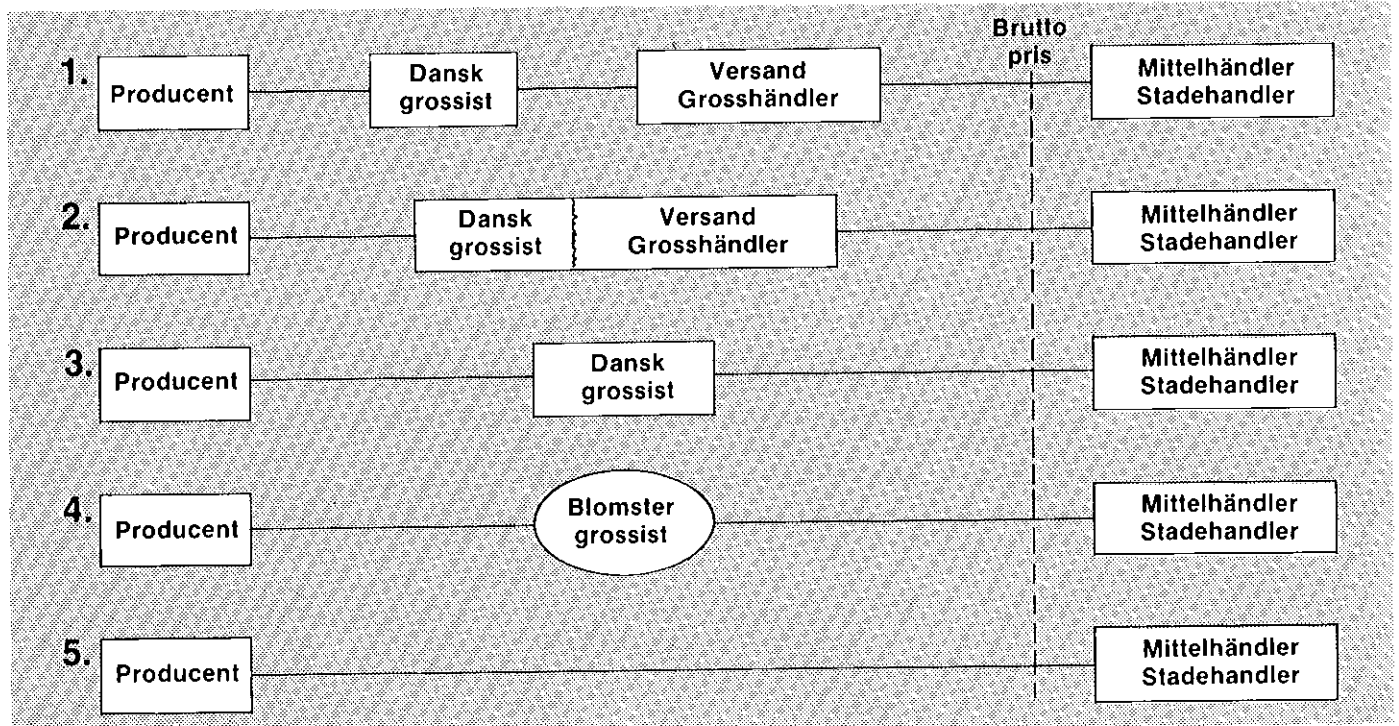 Brutto
pris
1.
Producent
Dansk
grossist
Versand
Grosshändler
Mittelhändler
Stadehandler
2.
Producent
Dansk
grossist
Versand
Grosshändler
Mittelhändler
Stadehandler
3.
Producent
Dansk
grossist
Mittelhändler
Stadehandler
4.
Producent
Blomster
grossist
Mittelhändler
Stadehandler
5.
Producent
Mittelhändler
Stadehandler